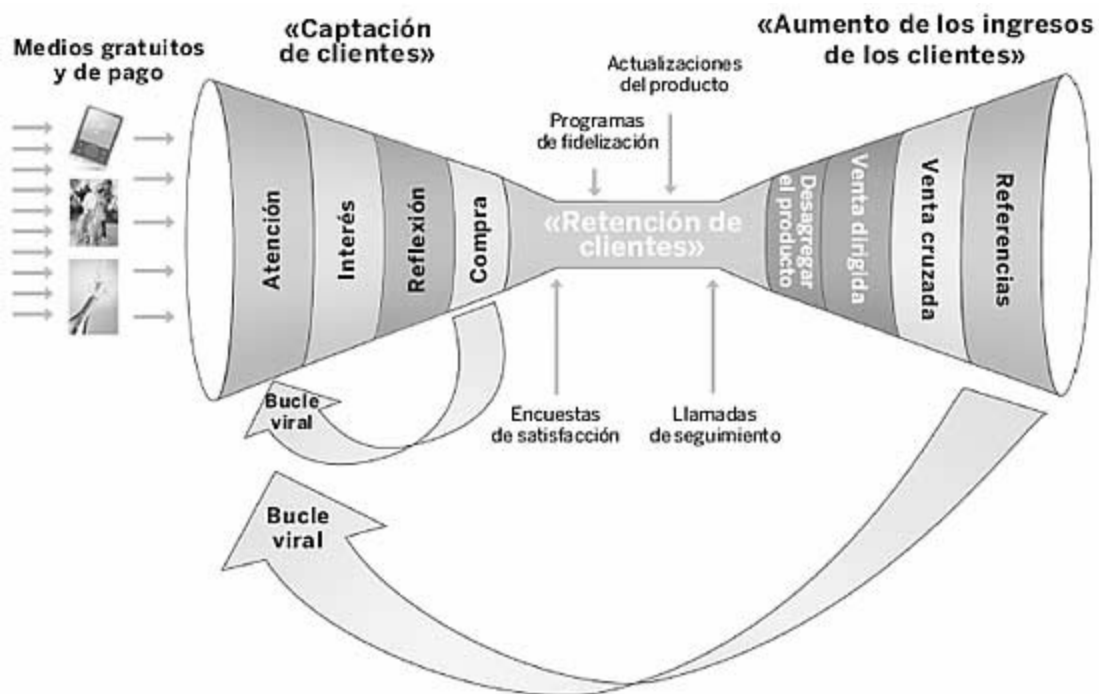 «Captación
de clientes»
«Aumento de los ingresos
de los clientes»
Medios gratuitos
y de pago
Actualizaciones
del producto
Programas
de fidelización
Atención
Interés
Reflexión
Compra
«Retención de
clientes»
Desagregar
el producto
Venta dirigida
Venta cruzada
Referencias
Bucle
viral
Encuestas
de satisfacción
Llamadas
de seguimiento
Bucle
viral